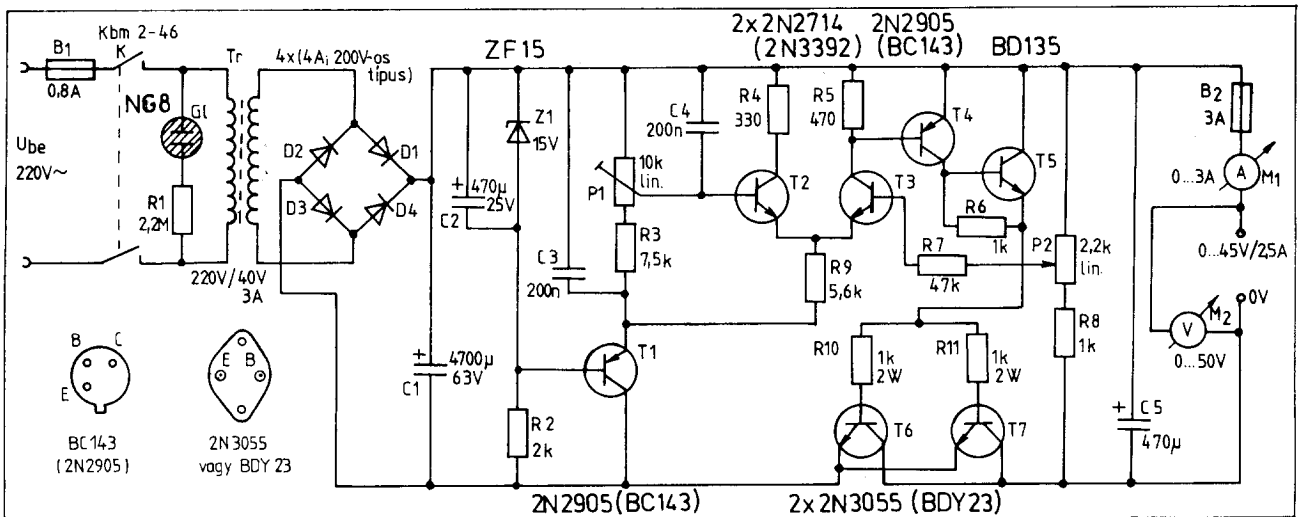 2x2N2714 2N2905
(2N3392) (BC143) BD135
Kbm 2-46
B1
K
0,8A
NG8
Gl
Ube
220V~
R1
2,2M
Tr
220V/40V
3A
4x(4A; 200V-os
típus)
D2
D1
D3
D4
ZF15
+
470µ
25V
C2
Z1
15V
+
4700µ
63V
C1
R2
2k
C3
200n
10k
lin.
P1
R3
7,5k
C4
200n
R4
330
R5
470
T1
T2
T3
T4
T5
R6
1k
R7
47k
R9
5,6k
P2
2,2k
lin.
R8
1k
R10
1k
2W
R11
1k
2W
T6
T7
+
C5
470µ
B2
3A
A
M1
0...3A
0...45V/2,5A
0V
V
M2
0...50V
B
C
E
BC143
(2N2905)
E
B
2N3055
vagy BDY 23
2N2905(BC143)
2x2N3055 (BDY23)